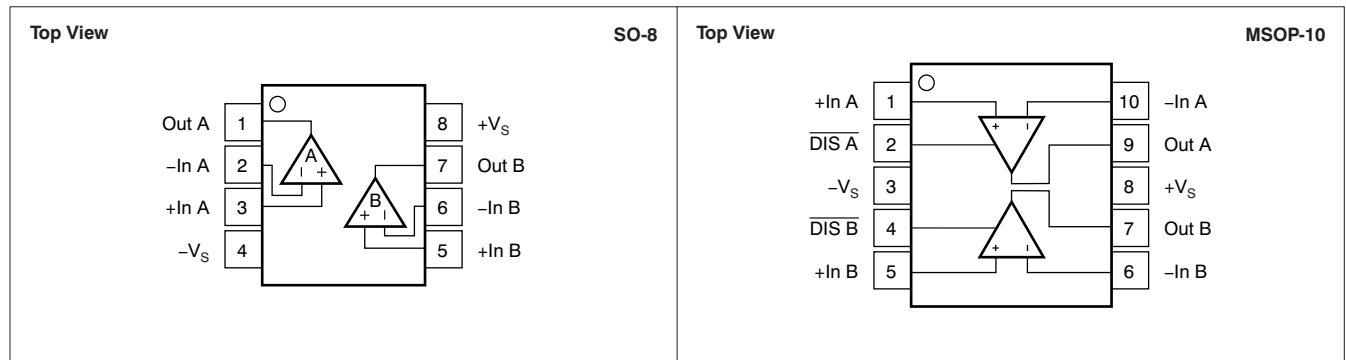 Top View SO-8
Out A 1 8 +VS
A
−In A 2 7 Out B
− +
B
+In A 3 6 −In B
+ −
−VS 4 5 +In B
Top View MSOP-10
+In A 1 10 −In A
+ −
DIS A 2 9 Out A
−VS 3 8 +VS
DIS B 4 7 Out B
+ −
+In B 5 6 −In B